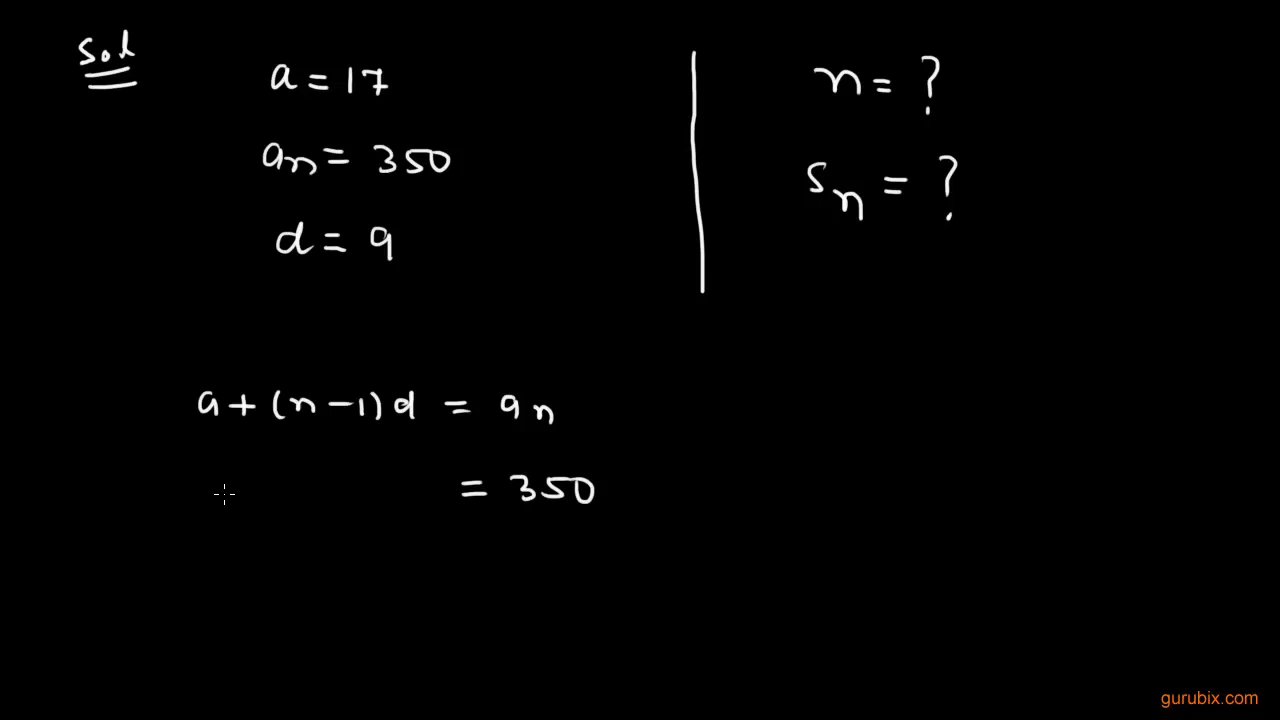 Sol
a = 17
an = 350
d = 9
n = ?
Sn = ?
a + (n - 1) d = an
= 350
gurubix.com